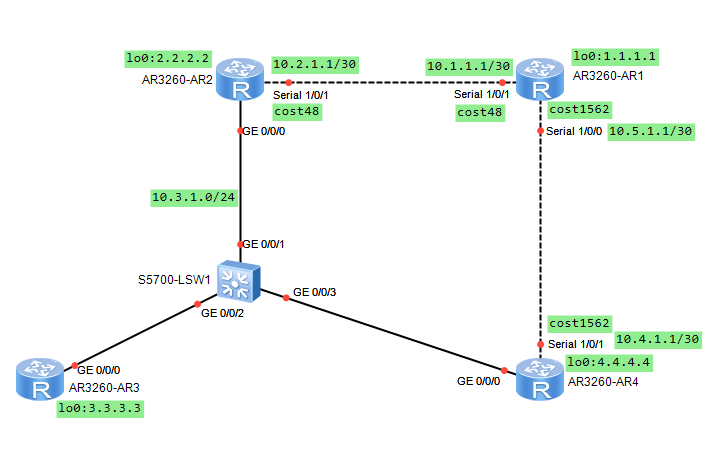 lo0:2.2.2.2
AR3260-AR2
R
10.2.1.1/30
Serial 1/0/1
cost48
10.1.1.1/30
Serial 1/0/1
cost48
R
lo0:1.1.1.1
AR3260-AR1
cost1562
Serial 1/0/0
10.5.1.1/30
GE 0/0/0
10.3.1.0/24
GE 0/0/1
S5700-LSW1
GE 0/0/3
GE 0/0/2
cost1562
Serial 1/0/1
10.4.1.1/30
GE 0/0/0
R
AR3260-AR3
lo0:3.3.3.3
GE 0/0/0
R
lo0:4.4.4.4
AR3260-AR4